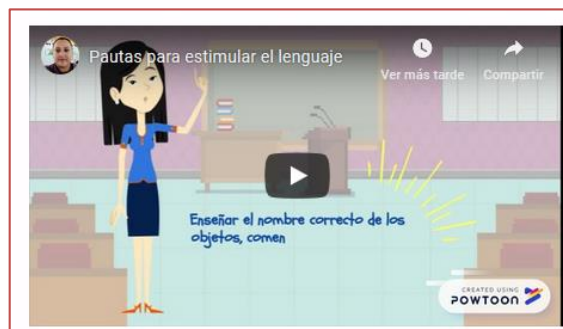 Pautas para estimular el lenguaje
Ver más tarde
Compartir
Enseñar el nombre correcto de los
objetos, comen
CREATED USING
POWTOON